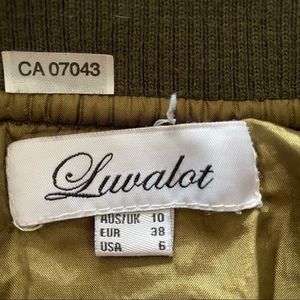 CA 07043
Luvalot
AUS/UK 10
EUR 38
USA 6